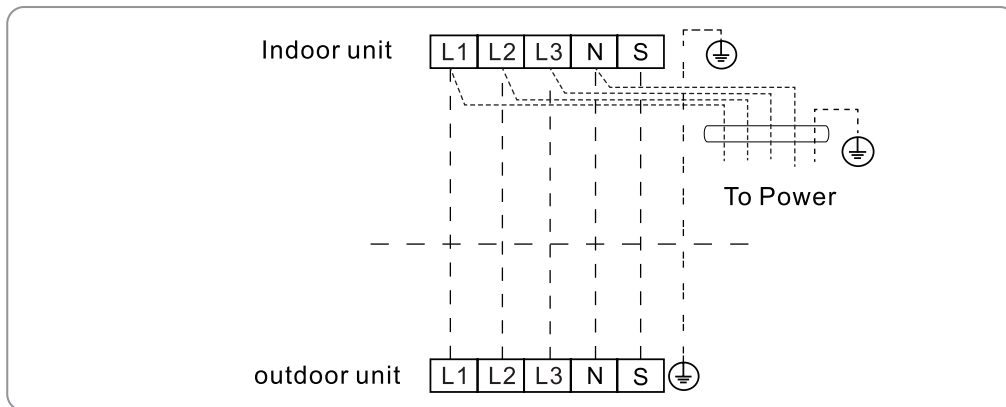 Indoor unit L1 L2 L3 N S
To Power
outdoor unit L1 L2 L3 N S